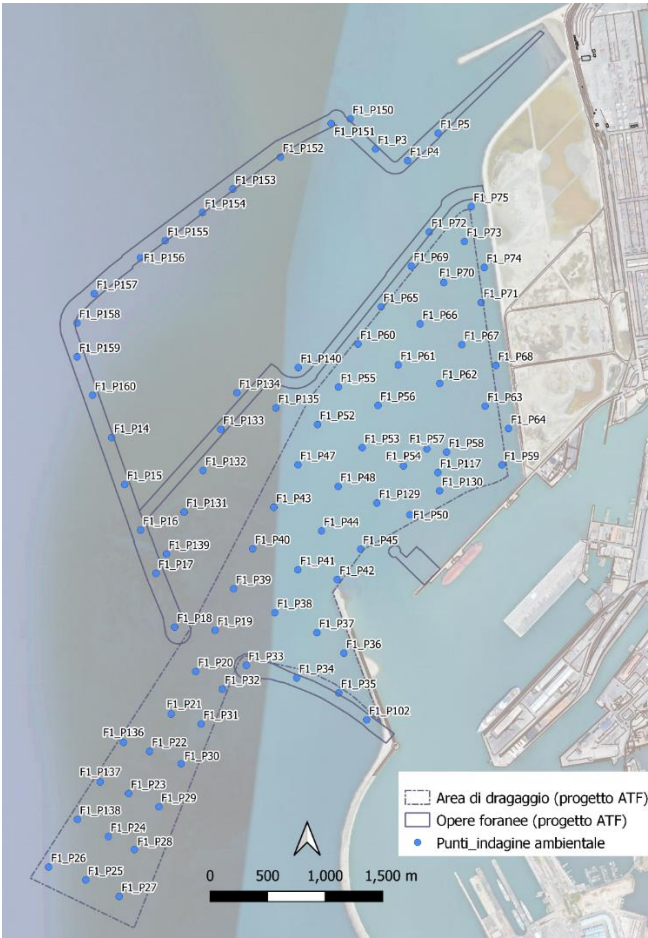 F1_P150
F1_P5
F1_P151
F1_P3
F1_P152
F1_P4
F1_P153
F1_P75
F1_P154
F1_P72
F1_P155
F1_P73
F1_P156
F1_P69
F1_P74
F1_P70
F1_P157
F1_P71
F1_P65
F1_P158
F1_P66
F1_P60
F1_P67
F1_P159
F1_P140
F1_P61
F1_P68
F1_P134
F1_P55
F1_P62
F1_P160
F1_P135
F1_P56
F1_P63
F1_P52
F1_P133
F1_P64
F1_P14
F1_P53
F1_P57
F1_P58
F1_P132
F1_P47
F1_P54
F1_P59
F1_P117
F1_P15
F1_P48
F1_P130
F1_P129
F1_P131
F1_P43
F1_P50
F1_P16
F1_P44
F1_P139
F1_P40
F1_P45
F1_P17
F1_P41
F1_P42
F1_P39
F1_P38
F1_P18
F1_P19
F1_P37
F1_P36
F1_P33
F1_P20
F1_P34
F1_P32
F1_P35
F1_P21
F1_P102
F1_P31
F1_P136
F1_P22
F1_P30
F1_P137
F1_P23
F1_P29
F1_P138
F1_P24
F1_P28
F1_P26
F1_P25
F1_P27
Area di dragaggio (progetto ATF)
Opere foranee (progetto ATF)
Punti_indagine ambientale
0 500 1,000 1,500 m